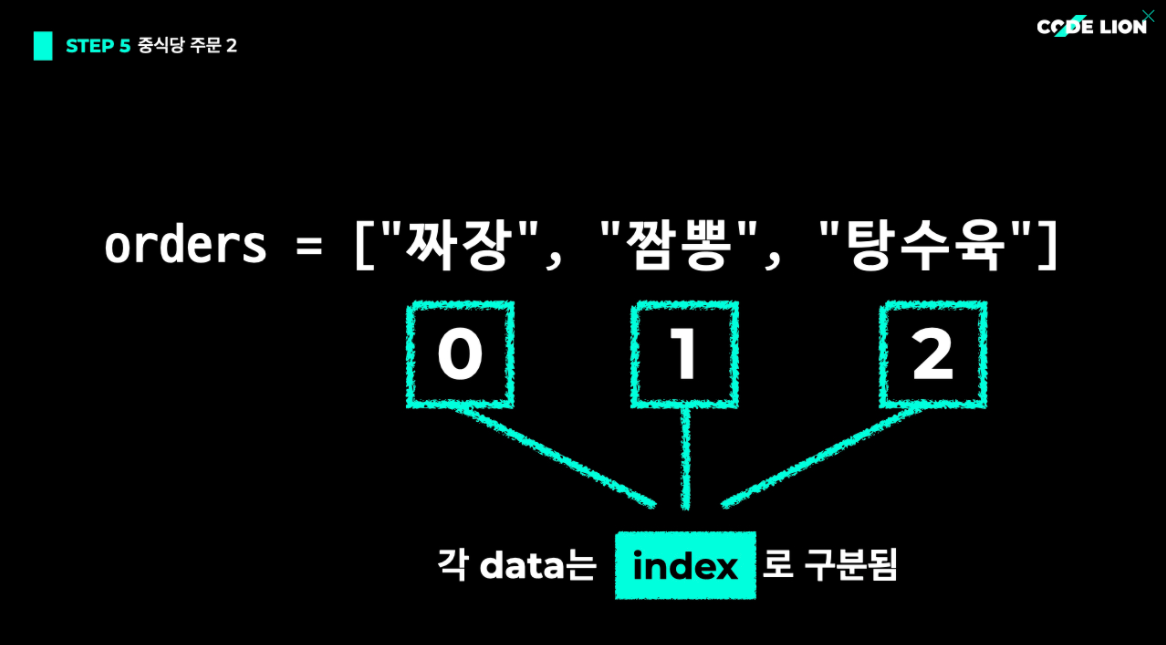 STEP 5 중식당 주문 2
CODE LION
orders = ["짜장", "짬뽕", "탕수육"]
0 1 2
각 data는 index 로 구분됨